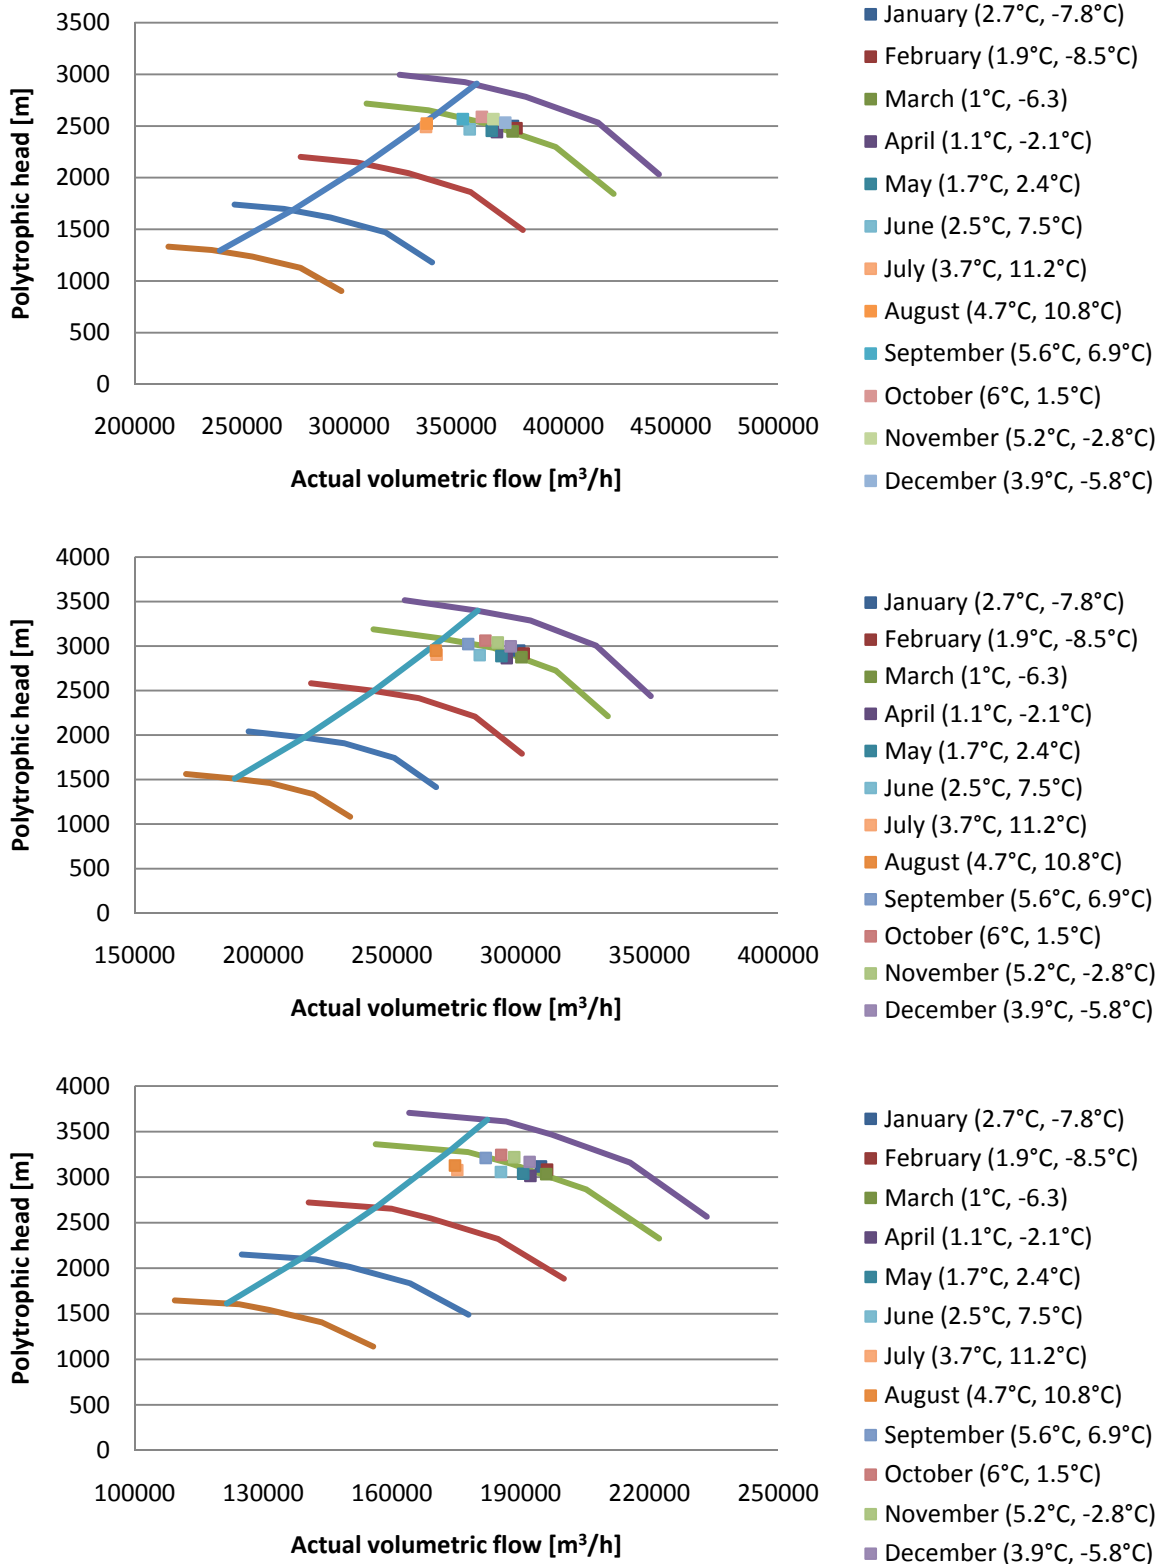 3500
3000
2500
2000
1500
1000
500
0
Polytrophic head [m]
200000 250000 300000 350000 400000 450000 500000
Actual volumetric flow [m³/h]
January (2.7°C, -7.8°C)
February (1.9°C, -8.5°C)
March (1°C, -6.3)
April (1.1°C, -2.1°C)
May (1.7°C, 2.4°C)
June (2.5°C, 7.5°C)
July (3.7°C, 11.2°C)
August (4.7°C, 10.8°C)
September (5.6°C, 6.9°C)
October (6°C, 1.5°C)
November (5.2°C, -2.8°C)
December (3.9°C, -5.8°C)
4000
3500
3000
2500
2000
1500
1000
500
0
Polytrophic head [m]
150000 200000 250000 300000 350000 400000
Actual volumetric flow [m³/h]
January (2.7°C, -7.8°C)
February (1.9°C, -8.5°C)
March (1°C, -6.3)
April (1.1°C, -2.1°C)
May (1.7°C, 2.4°C)
June (2.5°C, 7.5°C)
July (3.7°C, 11.2°C)
August (4.7°C, 10.8°C)
September (5.6°C, 6.9°C)
October (6°C, 1.5°C)
November (5.2°C, -2.8°C)
December (3.9°C, -5.8°C)
4000
3500
3000
2500
2000
1500
1000
500
0
Polytrophic head [m]
100000 130000 160000 190000 220000 250000
Actual volumetric flow [m³/h]
January (2.7°C, -7.8°C)
February (1.9°C, -8.5°C)
March (1°C, -6.3)
April (1.1°C, -2.1°C)
May (1.7°C, 2.4°C)
June (2.5°C, 7.5°C)
July (3.7°C, 11.2°C)
August (4.7°C, 10.8°C)
September (5.6°C, 6.9°C)
October (6°C, 1.5°C)
November (5.2°C, -2.8°C)
December (3.9°C, -5.8°C)